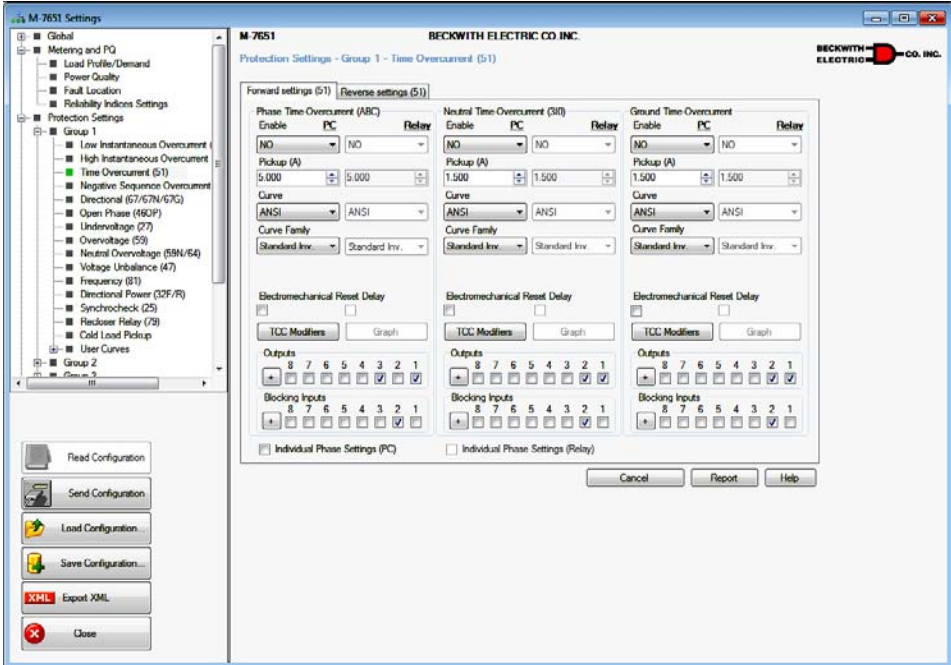 M-7651 Settings
Global
Metering and PQ
Load Profile/Demand
Power Quality
Fault Location
Reliability Indices Settings
Protection Settings
Group 1
Low Instantaneous Overcurrent (
High Instantaneous Overcurrent
Time Overcurrent (51)
Negative Sequence Overcurrent
Directional (67/67N/67G)
Open Phase (46OP)
Undervoltage (27)
Overvoltage (59)
Neutral Overvoltage (59N/64)
Voltage Unbalance (47)
Frequency (81)
Directional Power (32F/R)
Synchrocheck (25)
Recloser Relay (79)
Cold Load Pickup
User Curves
Group 2
Group 3
Read Configuration
Send Configuration
Load Configuration...
Save Configuration...
XML Export XML
Close
M-7651 BECKWITH ELECTRIC CO.INC.
BECKWITH ELECTRIC CO. INC.
Protection Settings - Group 1 - Time Overcurrent (51)
Forward settings (51) Reverse settings (51)
Phase Time Overcurrent (ABC)
Enable PC Relay
NO NO
Pickup (A)
5.000 5.000
Curve
ANSI ANSI
Curve Family
Standard Inv. Standard Inv.
Electromechanical Reset Delay
TCC Modifiers Graph
Outputs
8 7 6 5 4 3 2 1
+
Blocking Inputs
8 7 6 5 4 3 2 1
+
Neutral Time Overcurrent (3I0)
Enable PC Relay
NO NO
Pickup (A)
1.500 1.500
Curve
ANSI ANSI
Curve Family
Standard Inv. Standard Inv.
Electromechanical Reset Delay
TCC Modifiers Graph
Outputs
8 7 6 5 4 3 2 1
+
Blocking Inputs
8 7 6 5 4 3 2 1
+
Ground Time Overcurrent
Enable PC Relay
NO NO
Pickup (A)
1.500 1.500
Curve
ANSI ANSI
Curve Family
Standard Inv. Standard Inv.
Electromechanical Reset Delay
TCC Modifiers Graph
Outputs
8 7 6 5 4 3 2 1
+
Blocking Inputs
8 7 6 5 4 3 2 1
+
Individual Phase Settings (PC) Individual Phase Settings (Relay)
Cancel Report Help